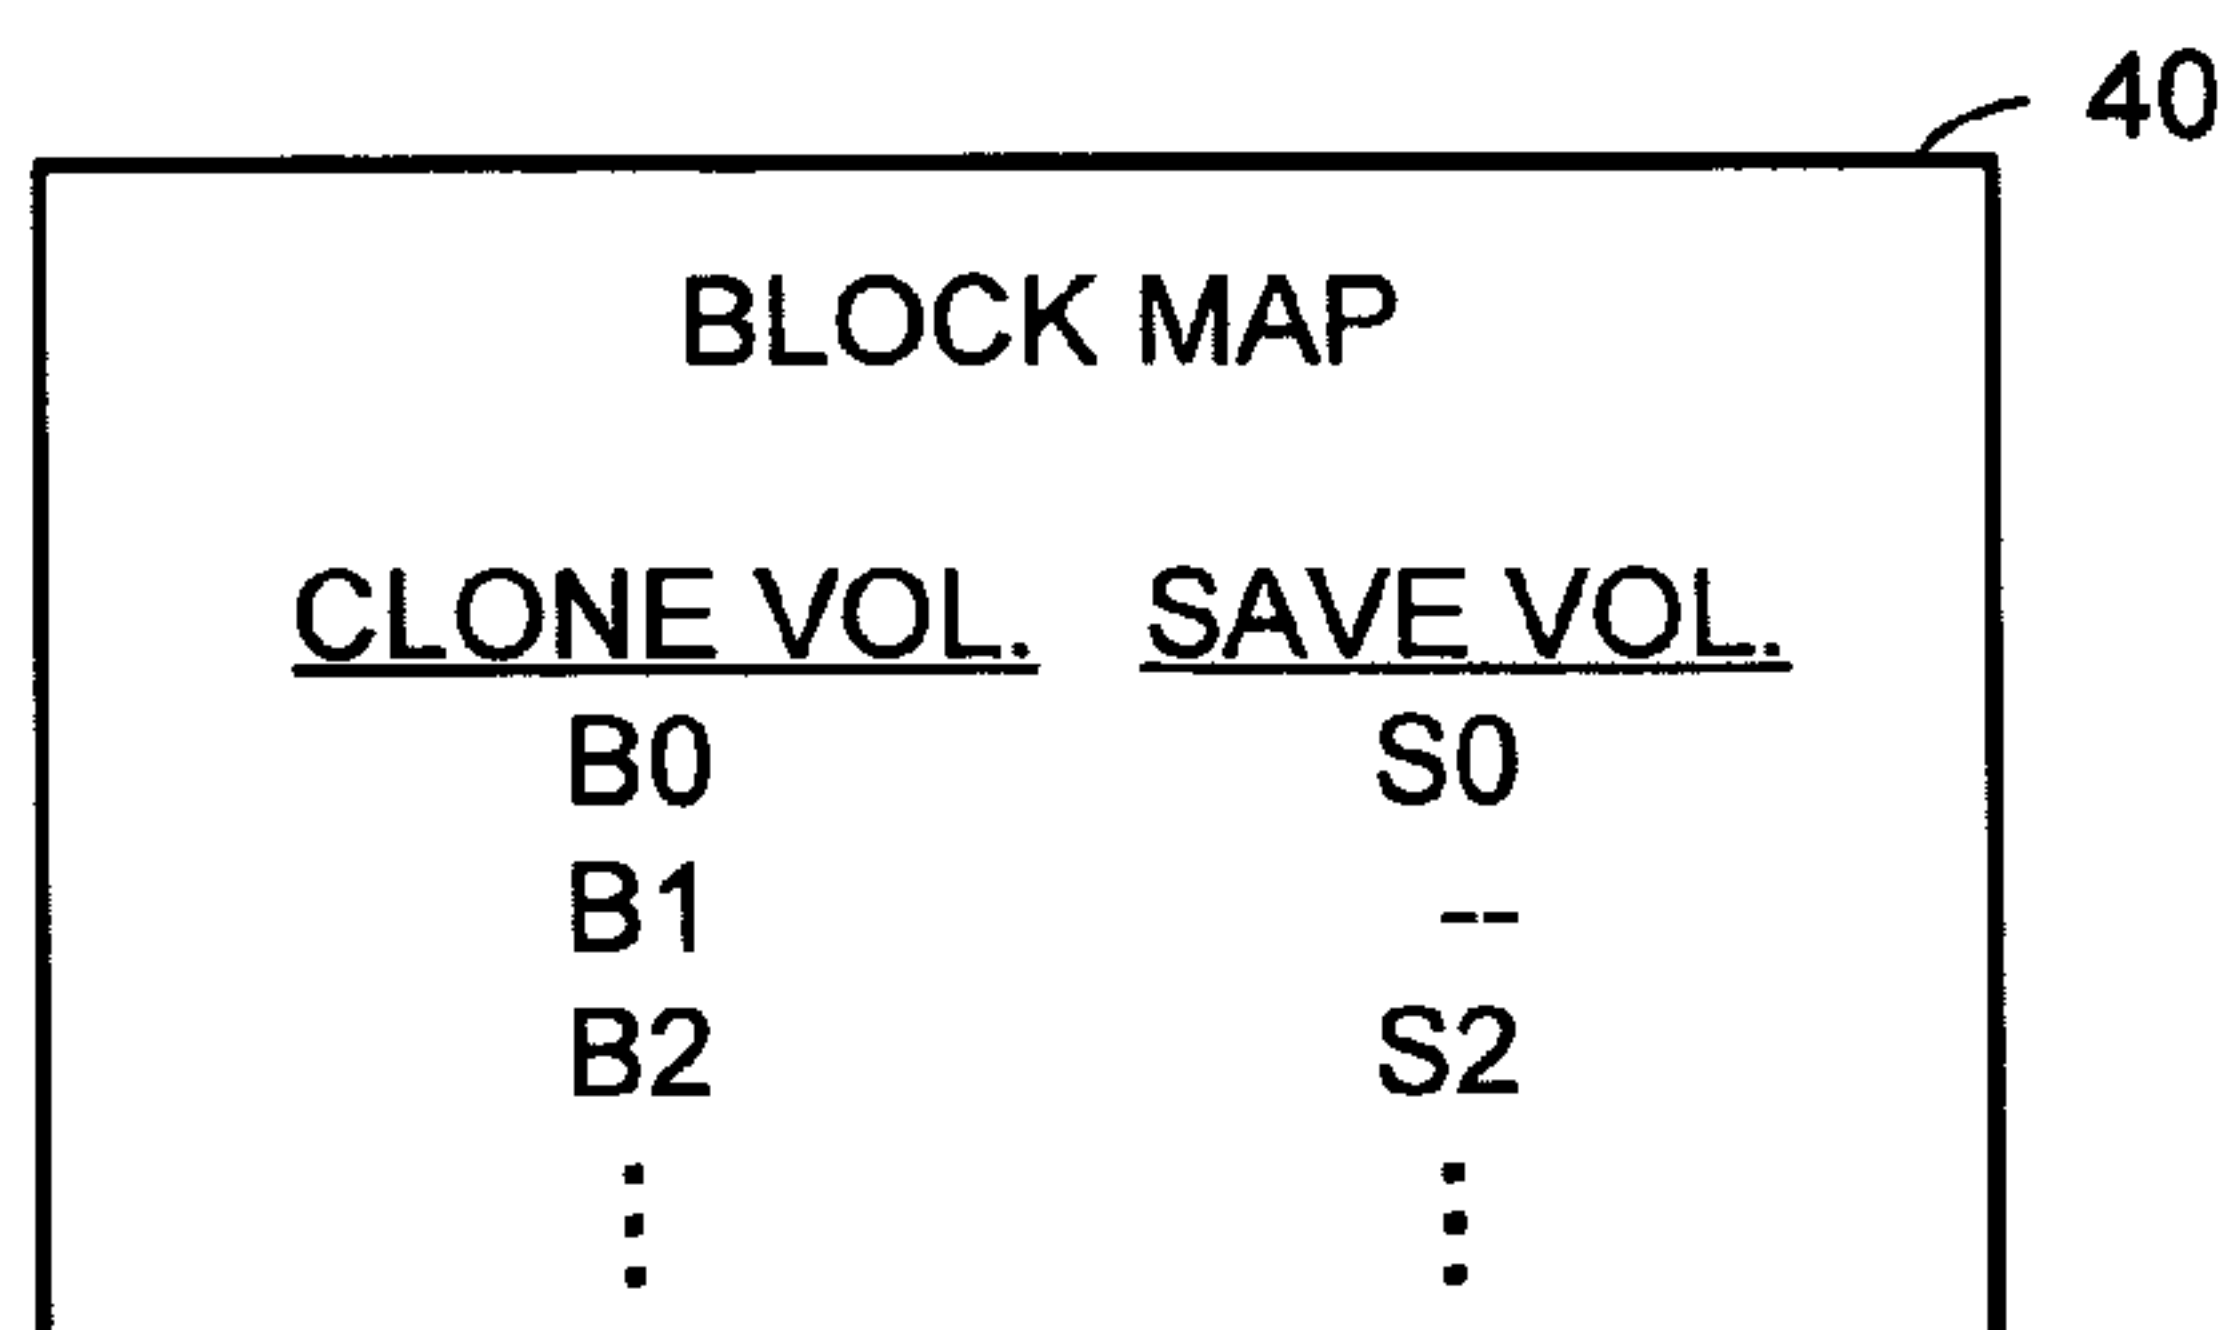 40
BLOCK MAP
CLONE VOL. SAVE VOL.
B0 S0
B1 --
B2 S2